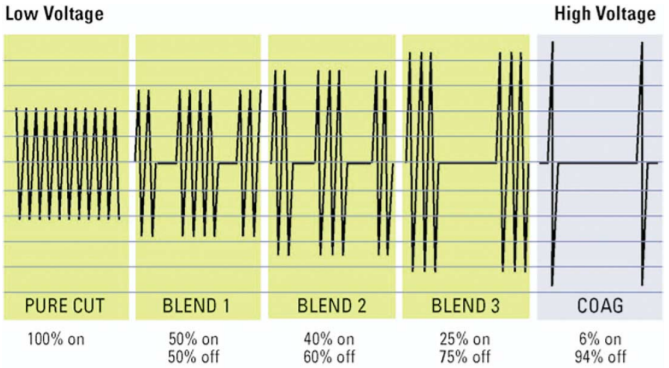 Low Voltage
High Voltage
PURE CUT
BLEND 1
BLEND 2
BLEND 3
COAG
100% on
50% on
50% off
40% on
60% off
25% on
75% off
6% on
94% off